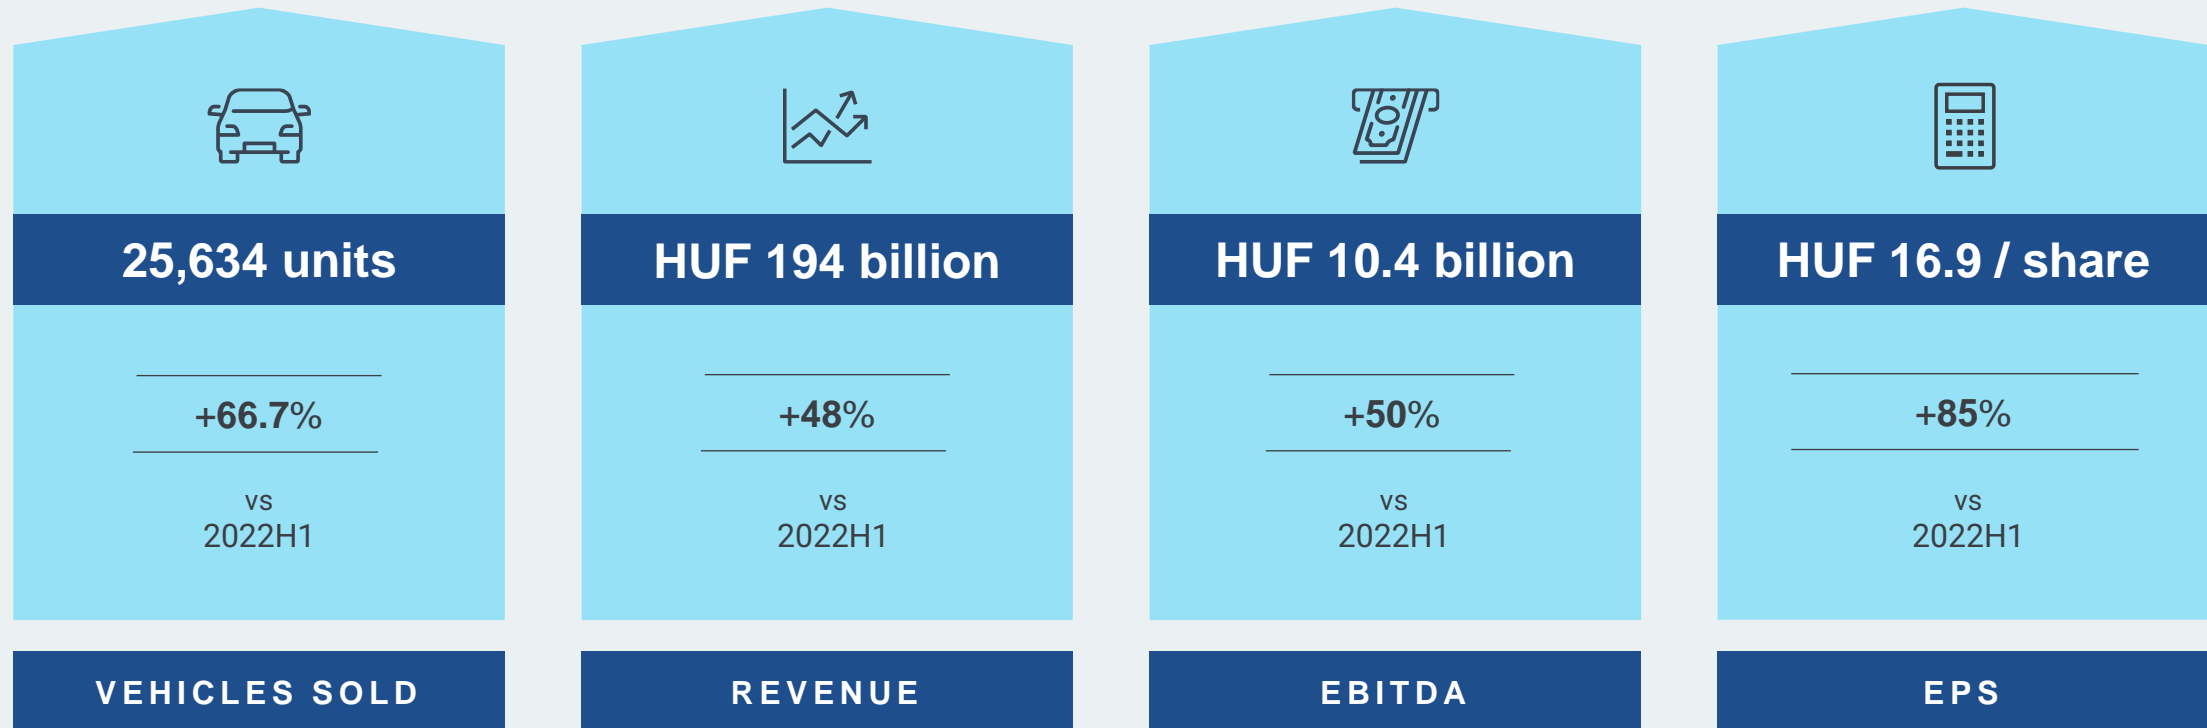 25,634 units
+66.7%
vs
2022H1
VEHICLES SOLD
HUF 194 billion
+48%
vs
2022H1
REVENUE
HUF 10.4 billion
+50%
vs
2022H1
EBITDA
HUF 16.9 / share
+85%
vs
2022H1
EPS